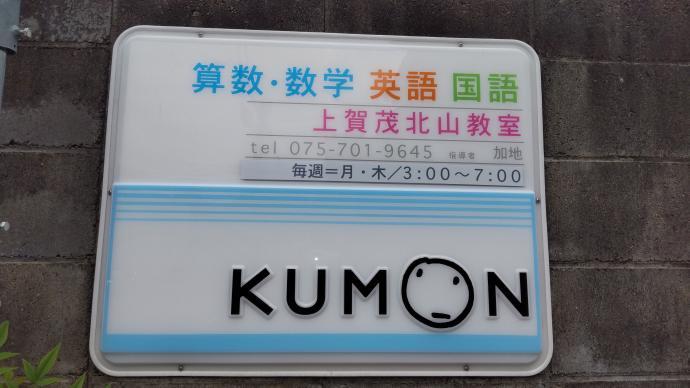 算数・数学 英語 国語
上賀茂北山教室
tel 075-701-9645 指導者 加地
毎週＝月・木／3:00～7:00
KUMON